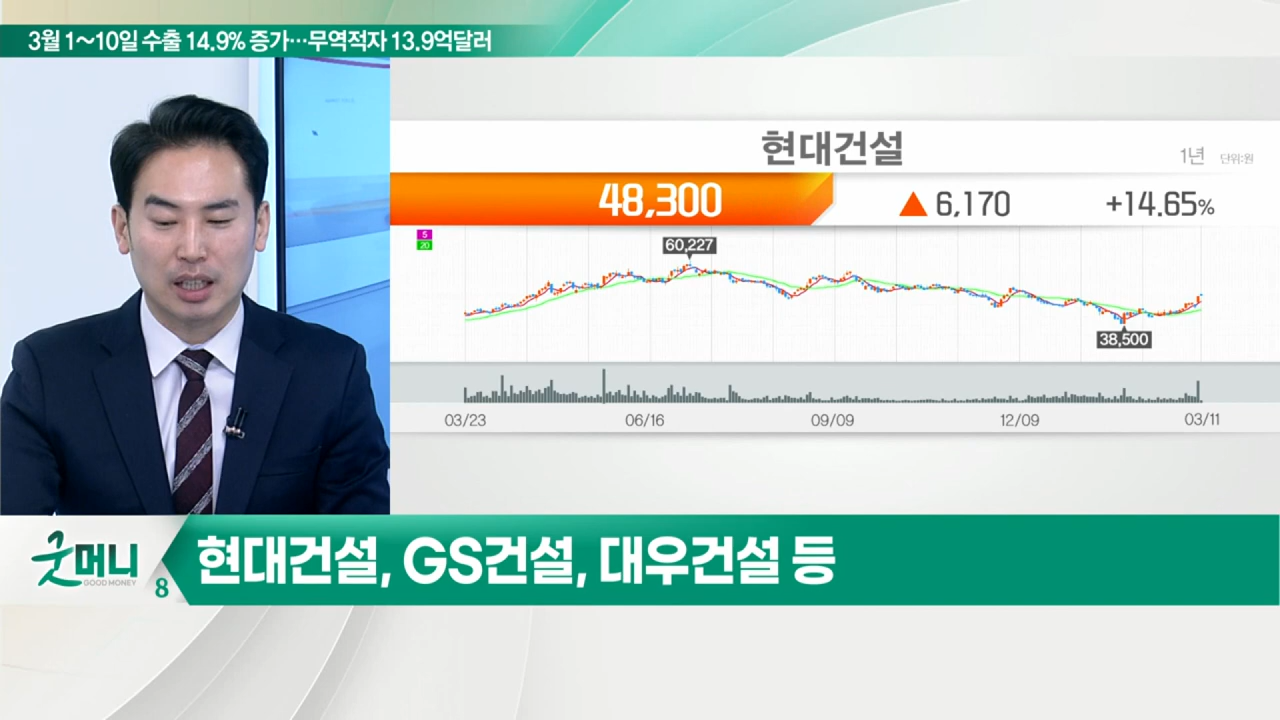 3월 1~10일 수출 14.9% 증가…무역적자 13.9억달러
현대건설
1년 단위:원
48,300 ▲ 6,170 +14.65%
5
20
60,227
38,500
03/23 06/16 09/09 12/09 03/11
굿머니
GOOD MONEY
8
현대건설, GS건설, 대우건설 등